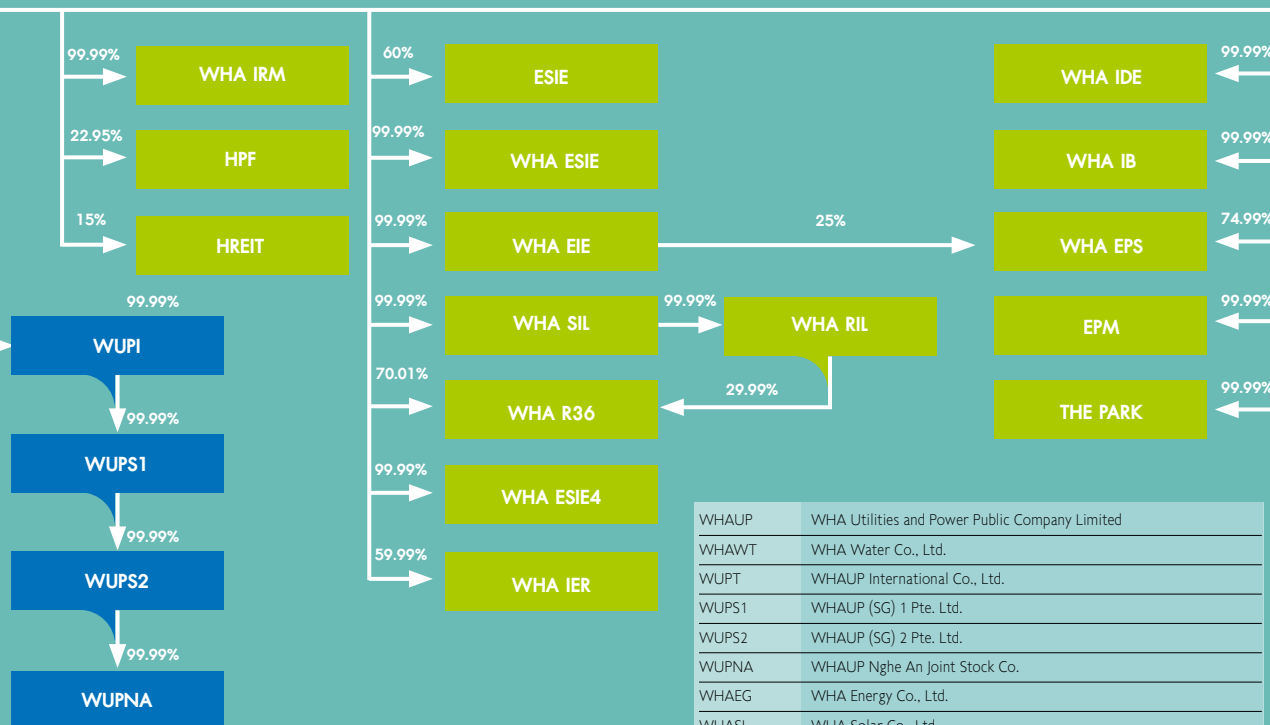 99.99%
WHA IRM
22.95%
HPF
15%
HREIT
99.99%
WUPI
99.99%
WUPS1
99.99%
WUPS2
99.99%
WUPNA
60%
ESIE
99.99%
WHA ESIE
99.99%
WHA EIE
25%
99.99%
WHA SIL
99.99%
WHA RIL
70.01%
WHA R36
29.99%
99.99%
WHA ESIE4
59.99%
WHA IER
99.99%
WHA IDE
99.99%
WHA IB
74.99%
WHA EPS
99.99%
EPM
99.99%
THE PARK
WHAUP WHA Utilities and Power Public Company Limited
WHAWT WHA Water Co., Ltd.
WUPT WHAUP International Co., Ltd.
WUPS1 WHAUP (SG) 1 Pte. Ltd.
WUPS2 WHAUP (SG) 2 Pte. Ltd.
WUPNA WHAUP Nghe An Joint Stock Co.
WHAEG WHA Energy Co., Ltd.
WHASL WHA Solar Co., Ltd.